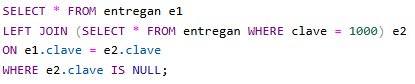 SELECT * FROM entregan e1
LEFT JOIN (SELECT * FROM entregan WHERE clave = 1000) e2
ON e1.clave = e2.clave
WHERE e2.clave IS NULL;